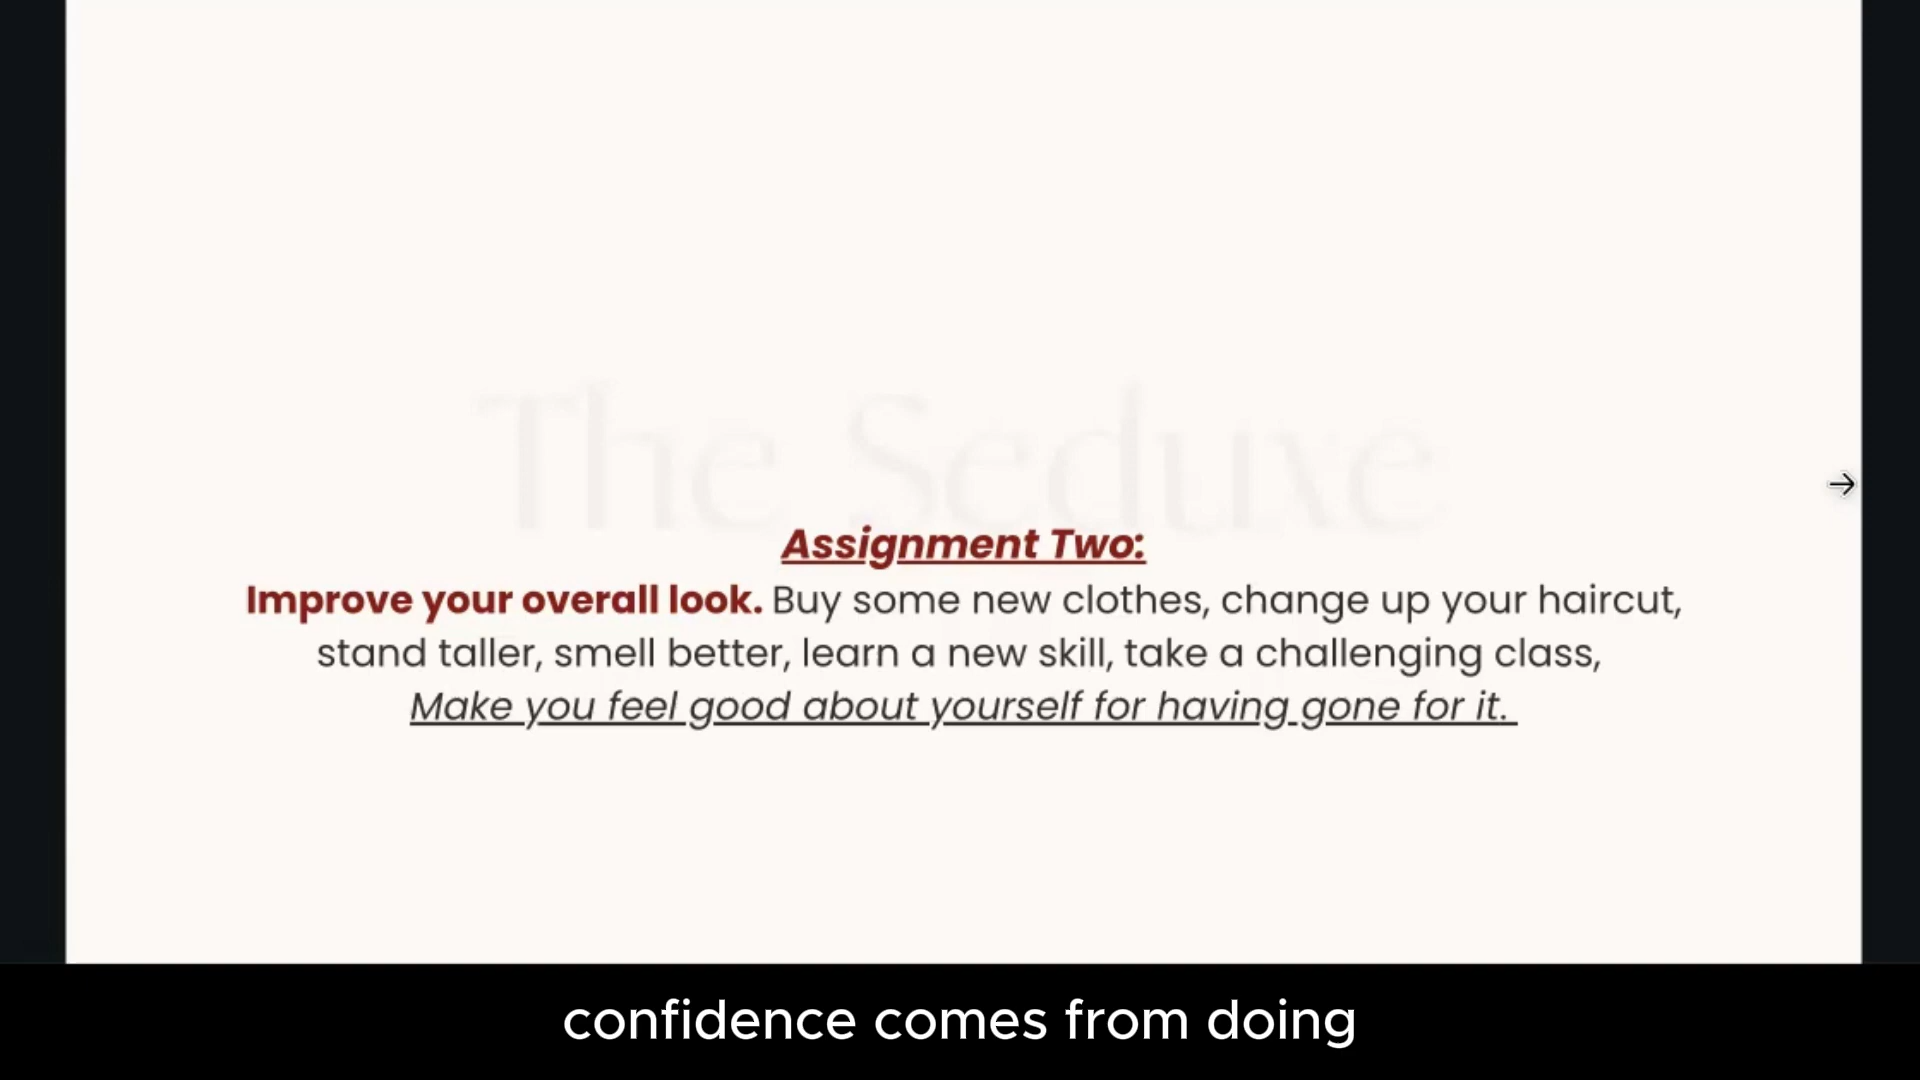 The Seduxe
Assignment Two:
Improve your overall look. Buy some new clothes, change up your haircut,
stand taller, smell better, learn a new skill, take a challenging class,
Make you feel good about yourself for having gone for it.
confidence comes from doing